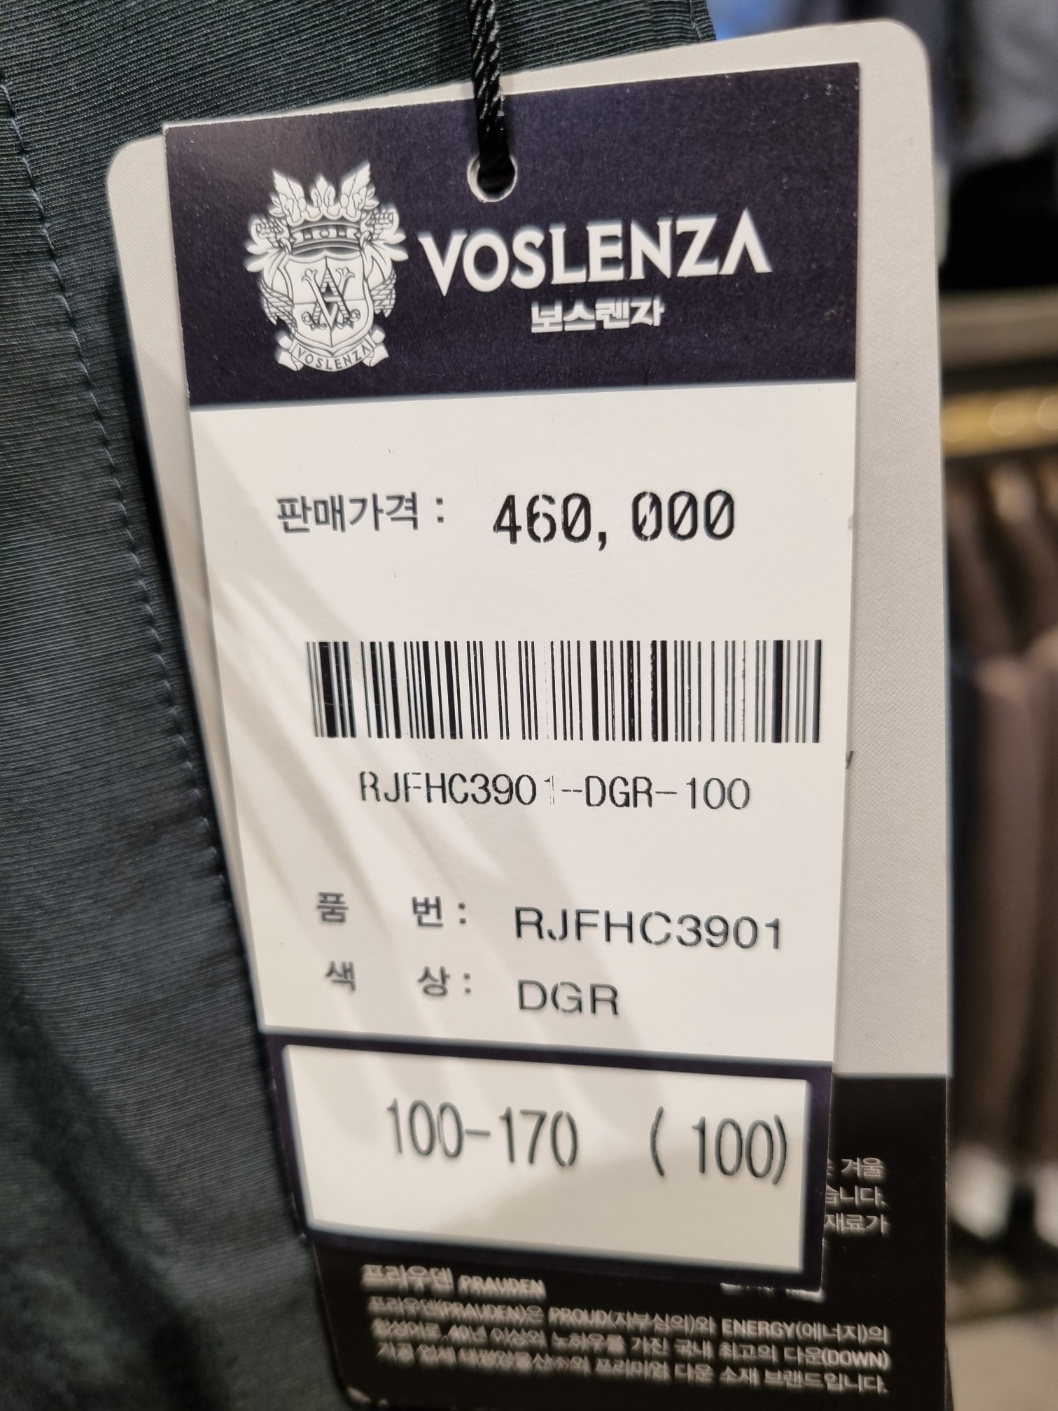 VOSLENZA
보스렌자
VOSLENZA
판매가격 : 460,000
RJFHC3901-DGR-100
품 번 : RJFHC3901
색 상 : DGR
100-170 (100)
겨울
습니다.
재료가
프라우덴 PRAUDEN
프라우덴(PRAUDEN)은 PROUD(자부심의)와 ENERGY(에너지)의
합성어로, 40년 이상의 노하우를 가진 국내 최고의 다운(DOWN)
가공 업체 태평양물산㈜의 프리미엄 다운 소재 브랜드입니다.